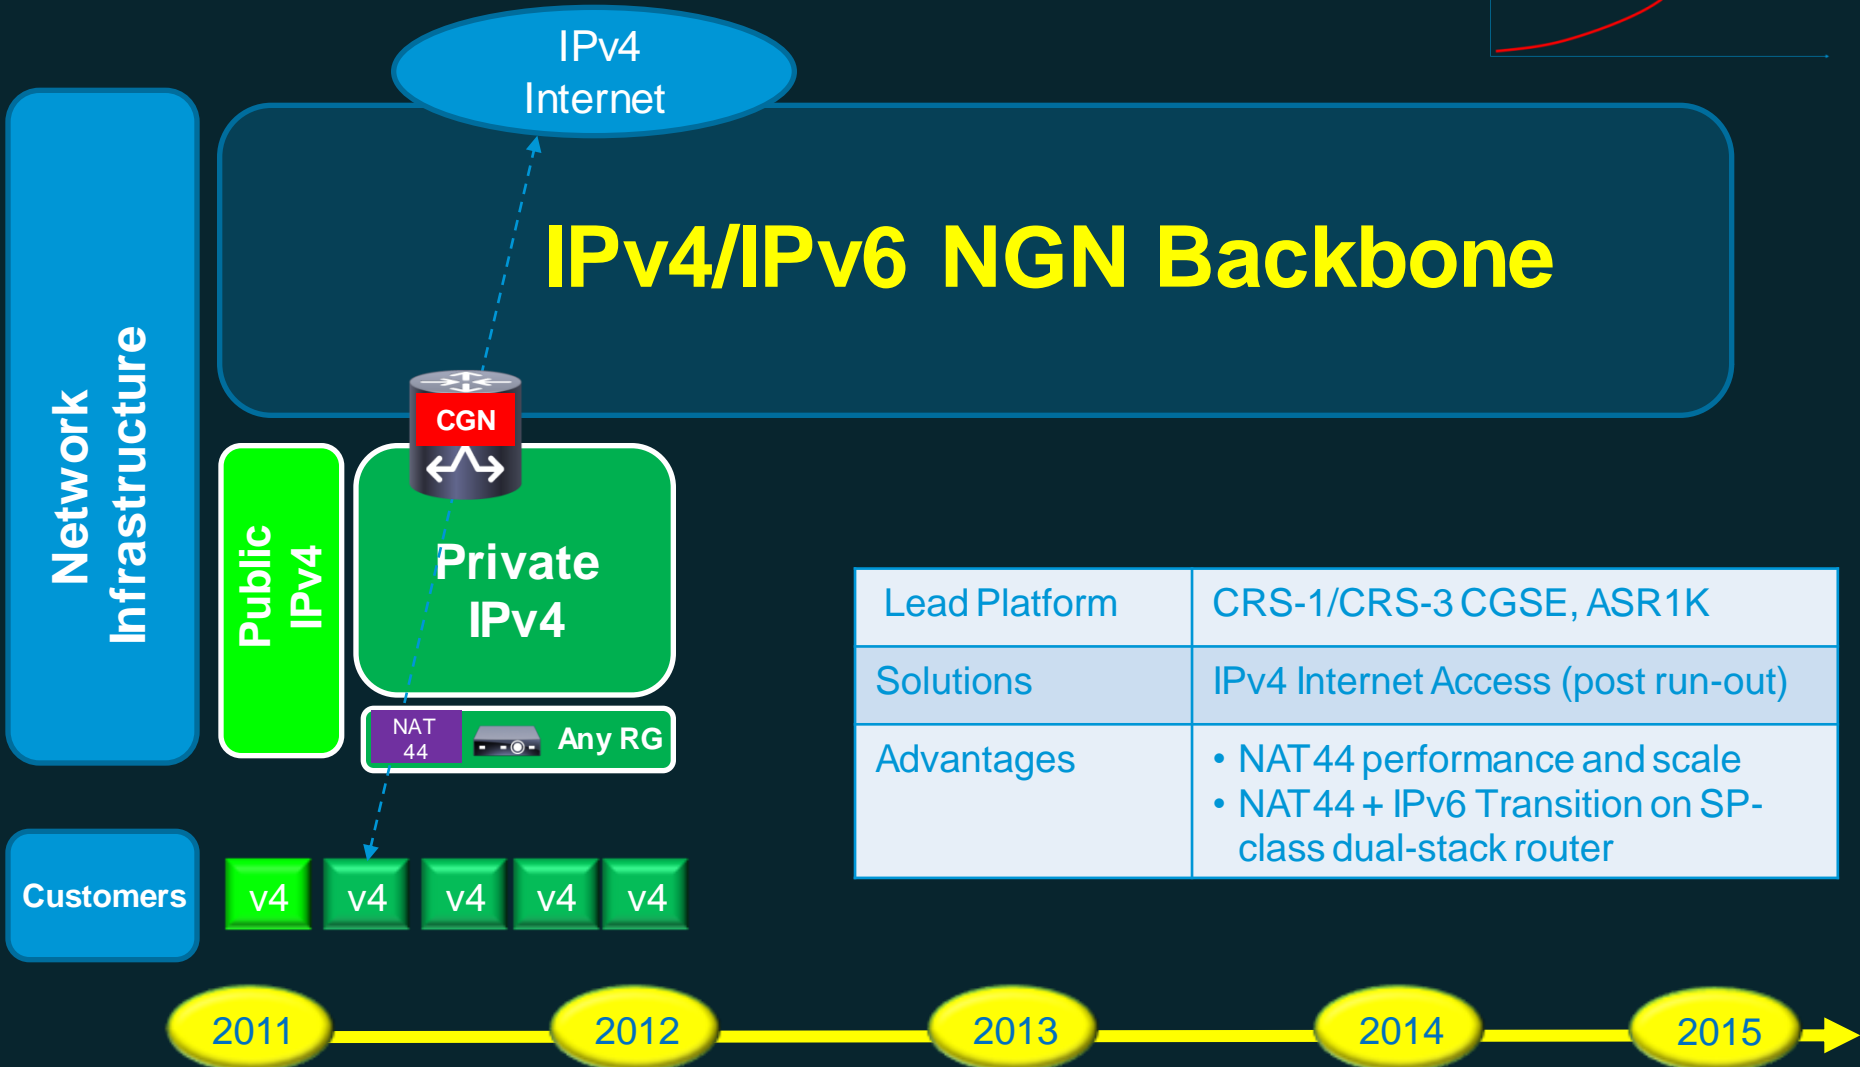 IPv4
Internet
IPv4/IPv6 NGN Backbone
Network
Infrastructure
CGN
Public
IPv4
Private
IPv4
NAT
44
Any RG
Lead Platform
CRS-1/CRS-3 CGSE, ASR1K
Solutions
IPv4 Internet Access (post run-out)
Advantages
• NAT44 performance and scale
• NAT44 + IPv6 Transition on SP-
class dual-stack router
Customers
v4
v4
v4
v4
v4
2011
2012
2013
2014
2015